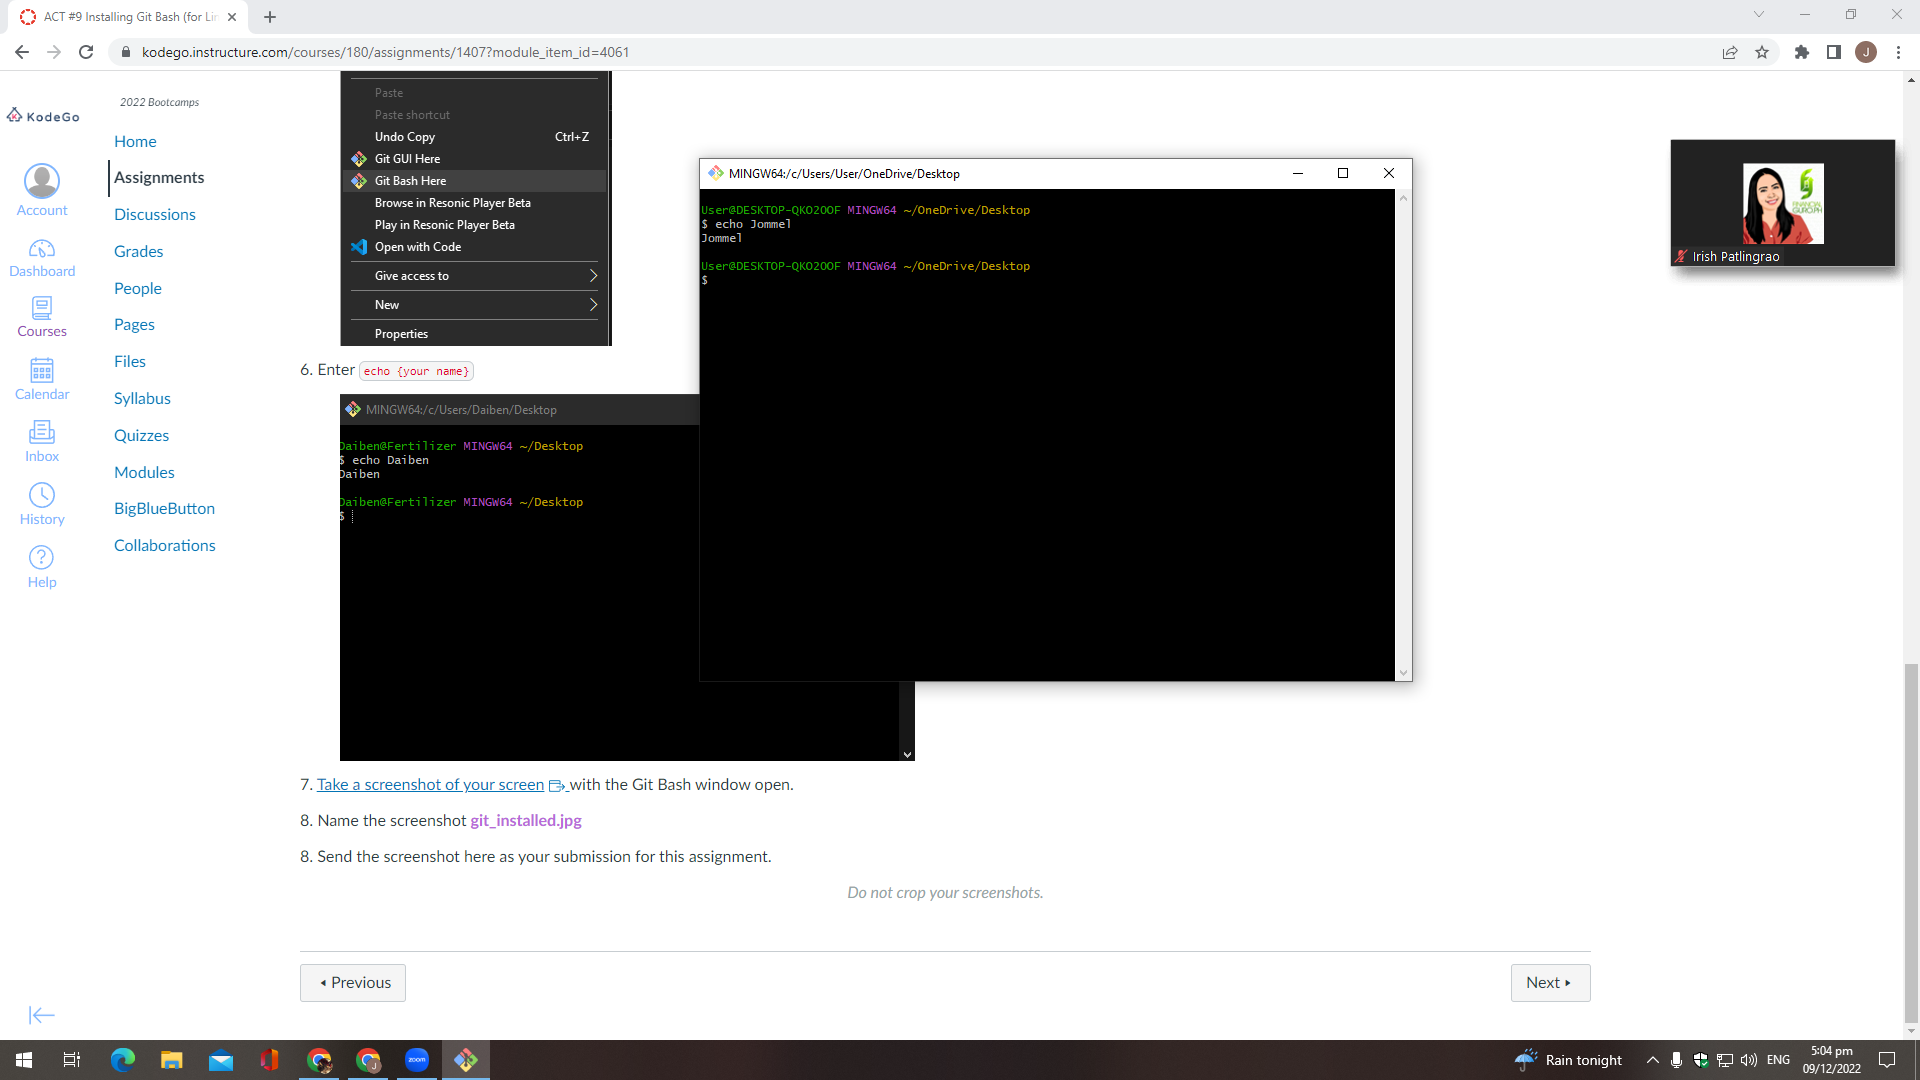 ACT #9 Installing Git Bash (for Lin
kodego.instructure.com/courses/180/assignments/1407?module_item_id=4061
J
KodeGo
Account
Dashboard
Courses
Calendar
Inbox
History
Help
2022 Bootcamps
Home
Assignments
Discussions
Grades
People
Pages
Files
Syllabus
Quizzes
Modules
BigBlueButton
Collaborations
Paste
Paste shortcut
Undo Copy Ctrl+Z
Git GUI Here
Git Bash Here
Browse in Resonic Player Beta
Play in Resonic Player Beta
Open with Code
Give access to
New
Properties
6. Enter echo {your name}
MINGW64:/c/Users/Daiben/Desktop
Daiben@Fertilizer MINGW64 ~/Desktop
$ echo Daiben
Daiben
Daiben@Fertilizer MINGW64 ~/Desktop
$
MINGW64:/c/Users/User/OneDrive/Desktop
User@DESKTOP-QKO2OOF MINGW64 ~/OneDrive/Desktop
$ echo Jommel
Jommel
User@DESKTOP-QKO2OOF MINGW64 ~/OneDrive/Desktop
$
FINANCIAL
GURO.PH
Irish Patlingrao
7. Take a screenshot of your screen with the Git Bash window open.
8. Name the screenshot git_installed.jpg
8. Send the screenshot here as your submission for this assignment.
Do not crop your screenshots.
Previous
Next
zoom
J
Rain tonight
ENG
5:04 pm
09/12/2022